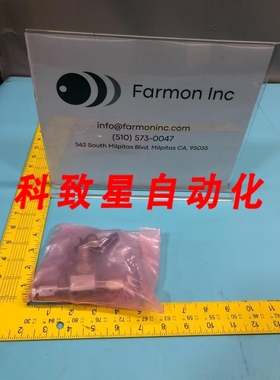 Farmon Inc
info@farmoninc.com
(510) 573-0047
562 South Milpitas Blvd, Milpitas CA. 95035
科致星自动化